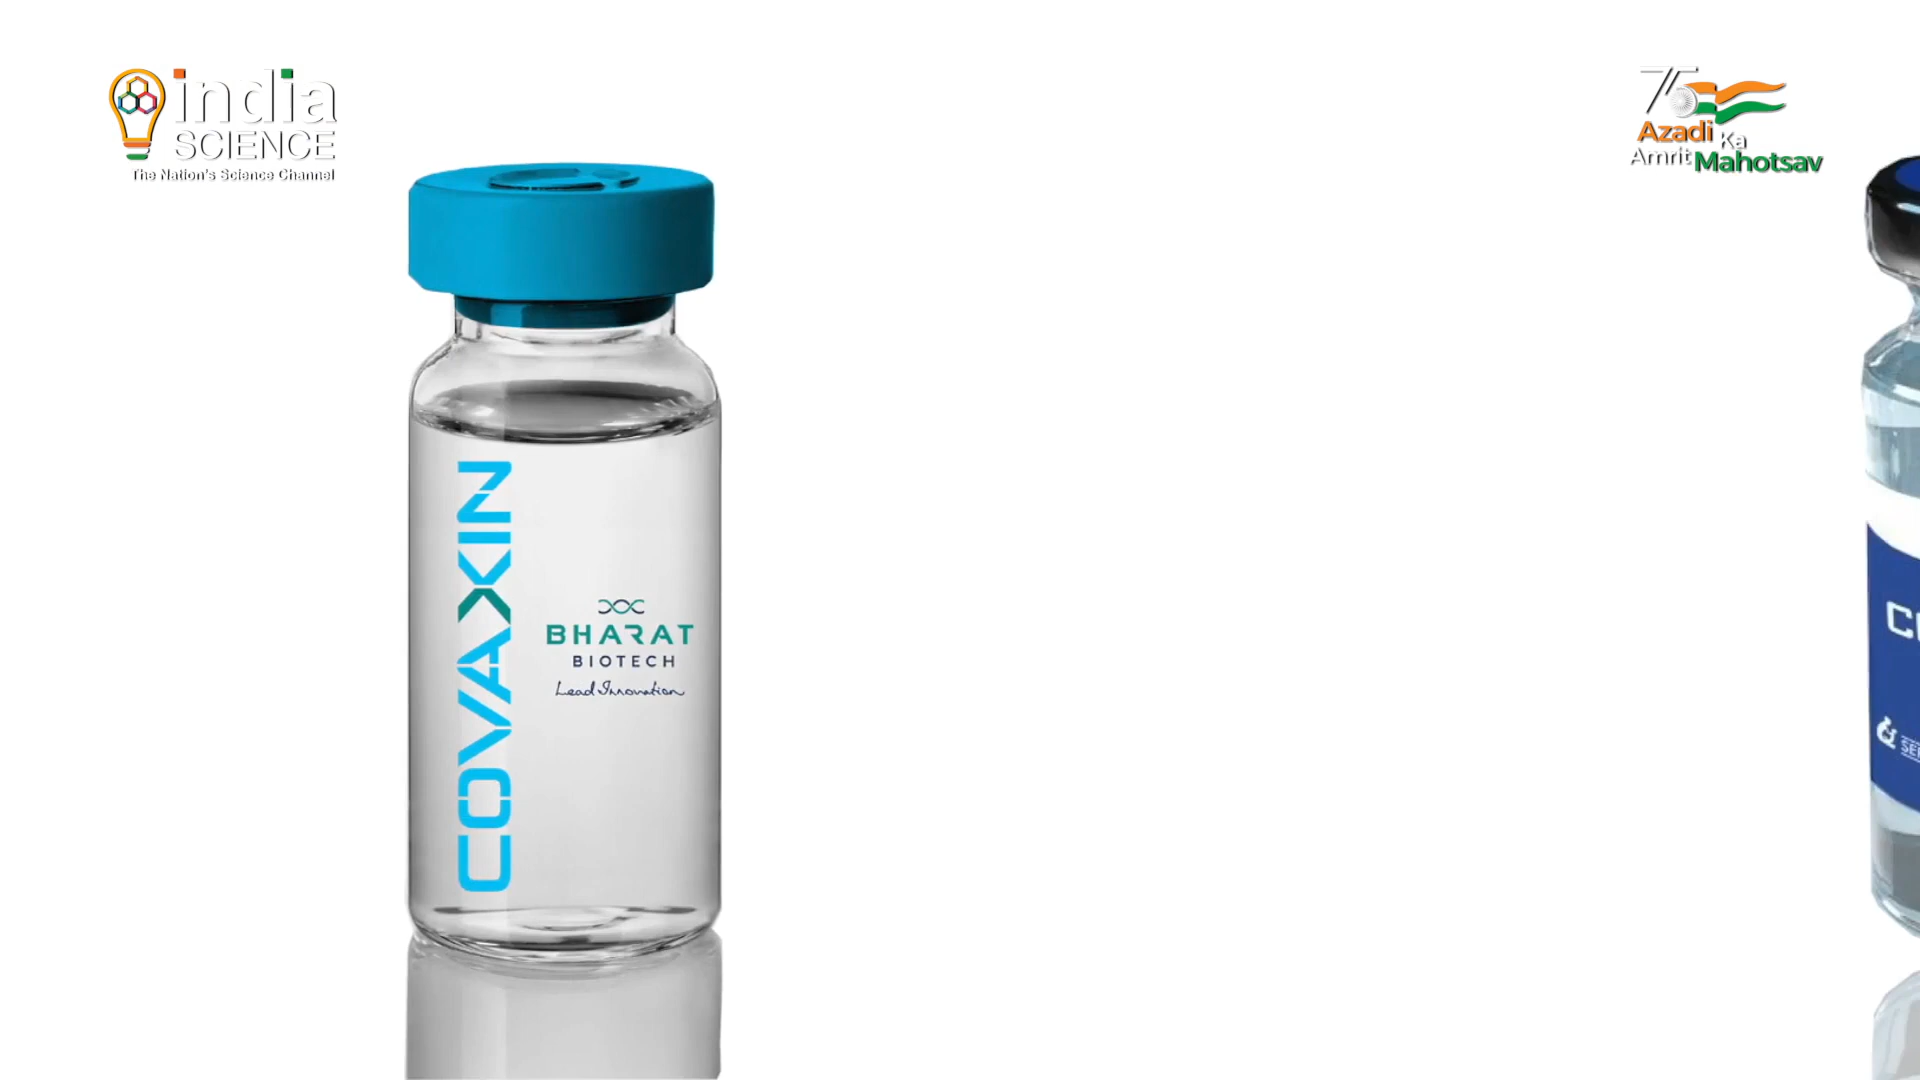 india
SCIENCE
The Nation's Science Channel
75
Azadi Ka
Amrit Mahotsav
COVAXIN
BHARAT
BIOTECH
Lead Innovation